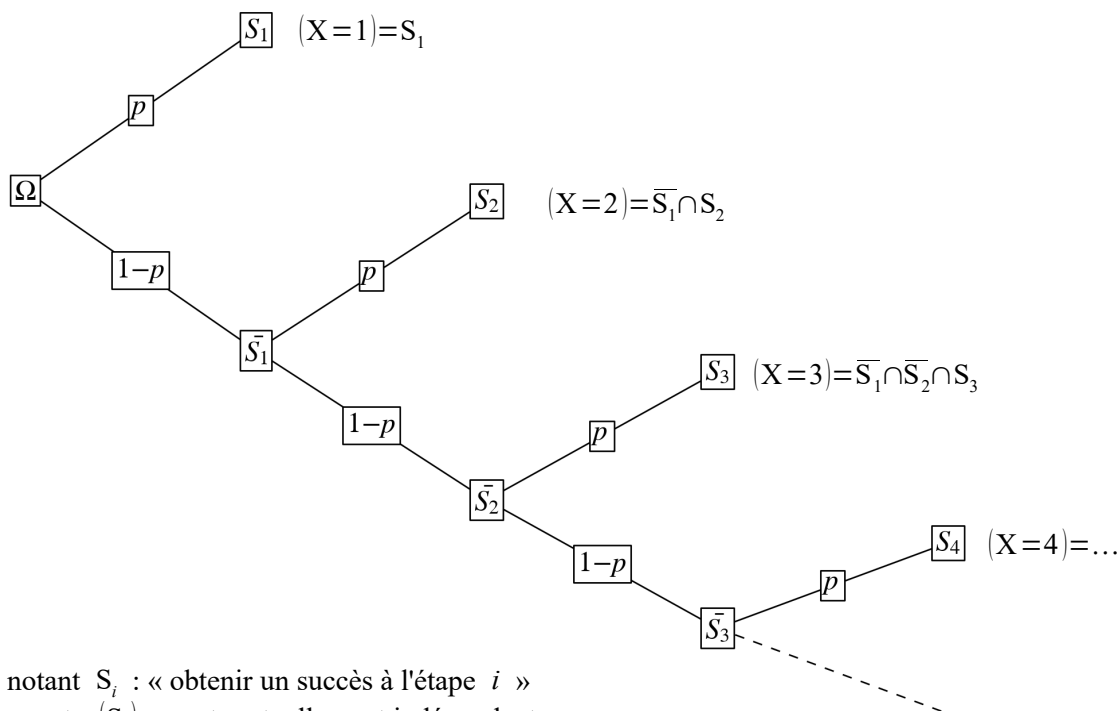 S₁ (X=1)=S₁
p
Ω
S₂ (X=2)=S̅₁∩S₂
1−p
p
S̅₁
S₃ (X=3)=S̅₁∩S̅₂∩S₃
1−p
p
S̅₂
S₄ (X=4)=…
1−p
p
S̅₃
notant Sᵢ : « obtenir un succès à l'étape i »